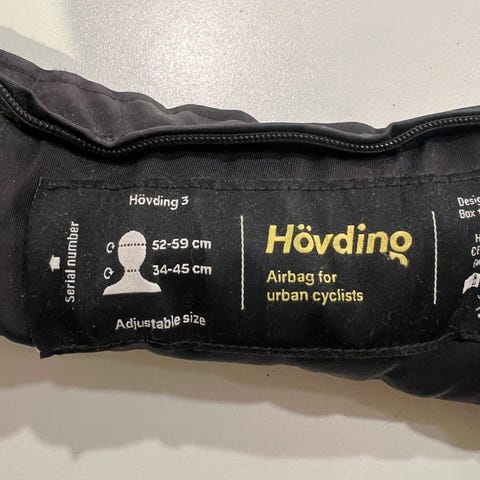 Serial number
Hövding 3
52-59 cm
34-45 cm
Adjustable size
Hövding
Airbag for
urban cyclists